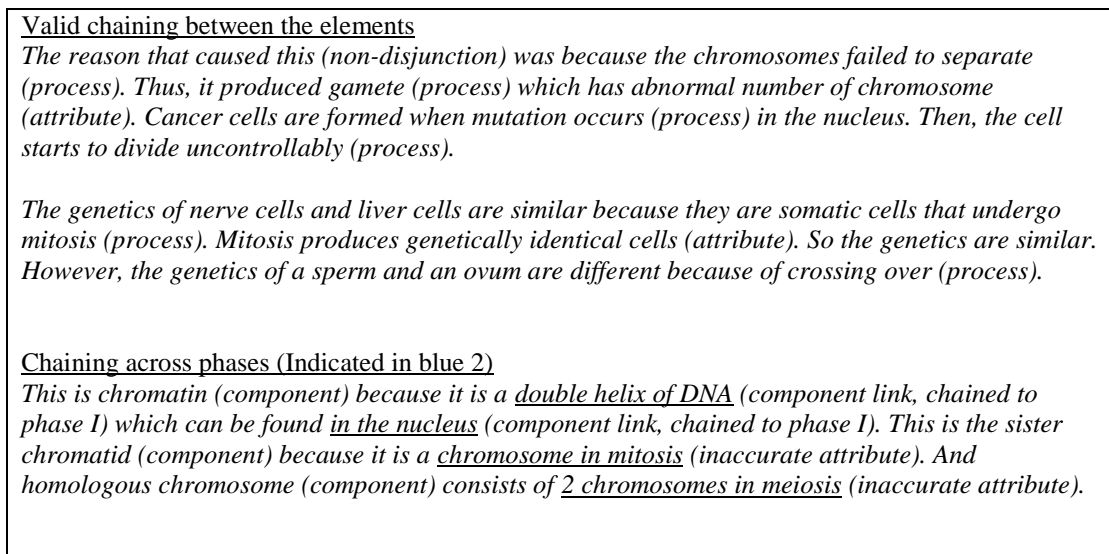 Valid chaining between the elements
The reason that caused this (non-disjunction) was because the chromosomes failed to separate
(process). Thus, it produced gamete (process) which has abnormal number of chromosome
(attribute). Cancer cells are formed when mutation occurs (process) in the nucleus. Then, the cell
starts to divide uncontrollably (process).
The genetics of nerve cells and liver cells are similar because they are somatic cells that undergo
mitosis (process). Mitosis produces genetically identical cells (attribute). So the genetics are similar.
However, the genetics of a sperm and an ovum are different because of crossing over (process).
Chaining across phases (Indicated in blue 2)
This is chromatin (component) because it is a double helix of DNA (component link, chained to
phase I) which can be found in the nucleus (component link, chained to phase I). This is the sister
chromatid (component) because it is a chromosome in mitosis (inaccurate attribute). And
homologous chromosome (component) consists of 2 chromosomes in meiosis (inaccurate attribute).